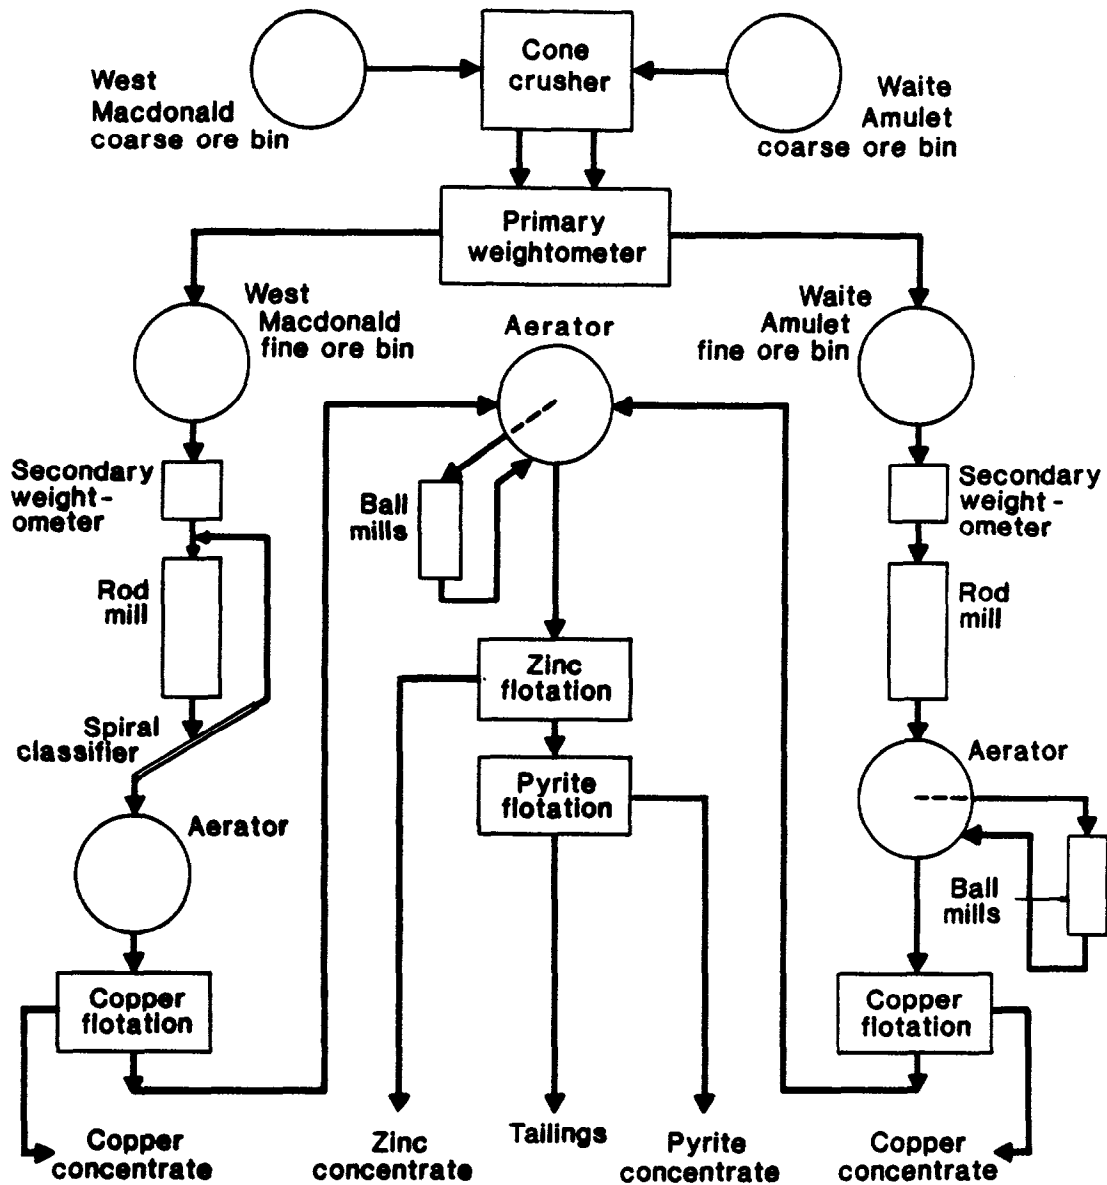 West
Macdonald
coarse ore bin
Cone
crusher
Waite
Amulet
coarse ore bin
Primary
weightometer
West
Macdonald
fine ore bin
Aerator
Waite
Amulet
fine ore bin
Secondary
weight-
ometer
Ball
mills
Secondary
weight-
ometer
Rod
mill
Rod
mill
Zinc
flotation
Spiral
classifier
Pyrite
flotation
Aerator
Aerator
Ball
mills
Copper
flotation
Copper
flotation
Copper
concentrate
Zinc
concentrate
Tailings
Pyrite
concentrate
Copper
concentrate